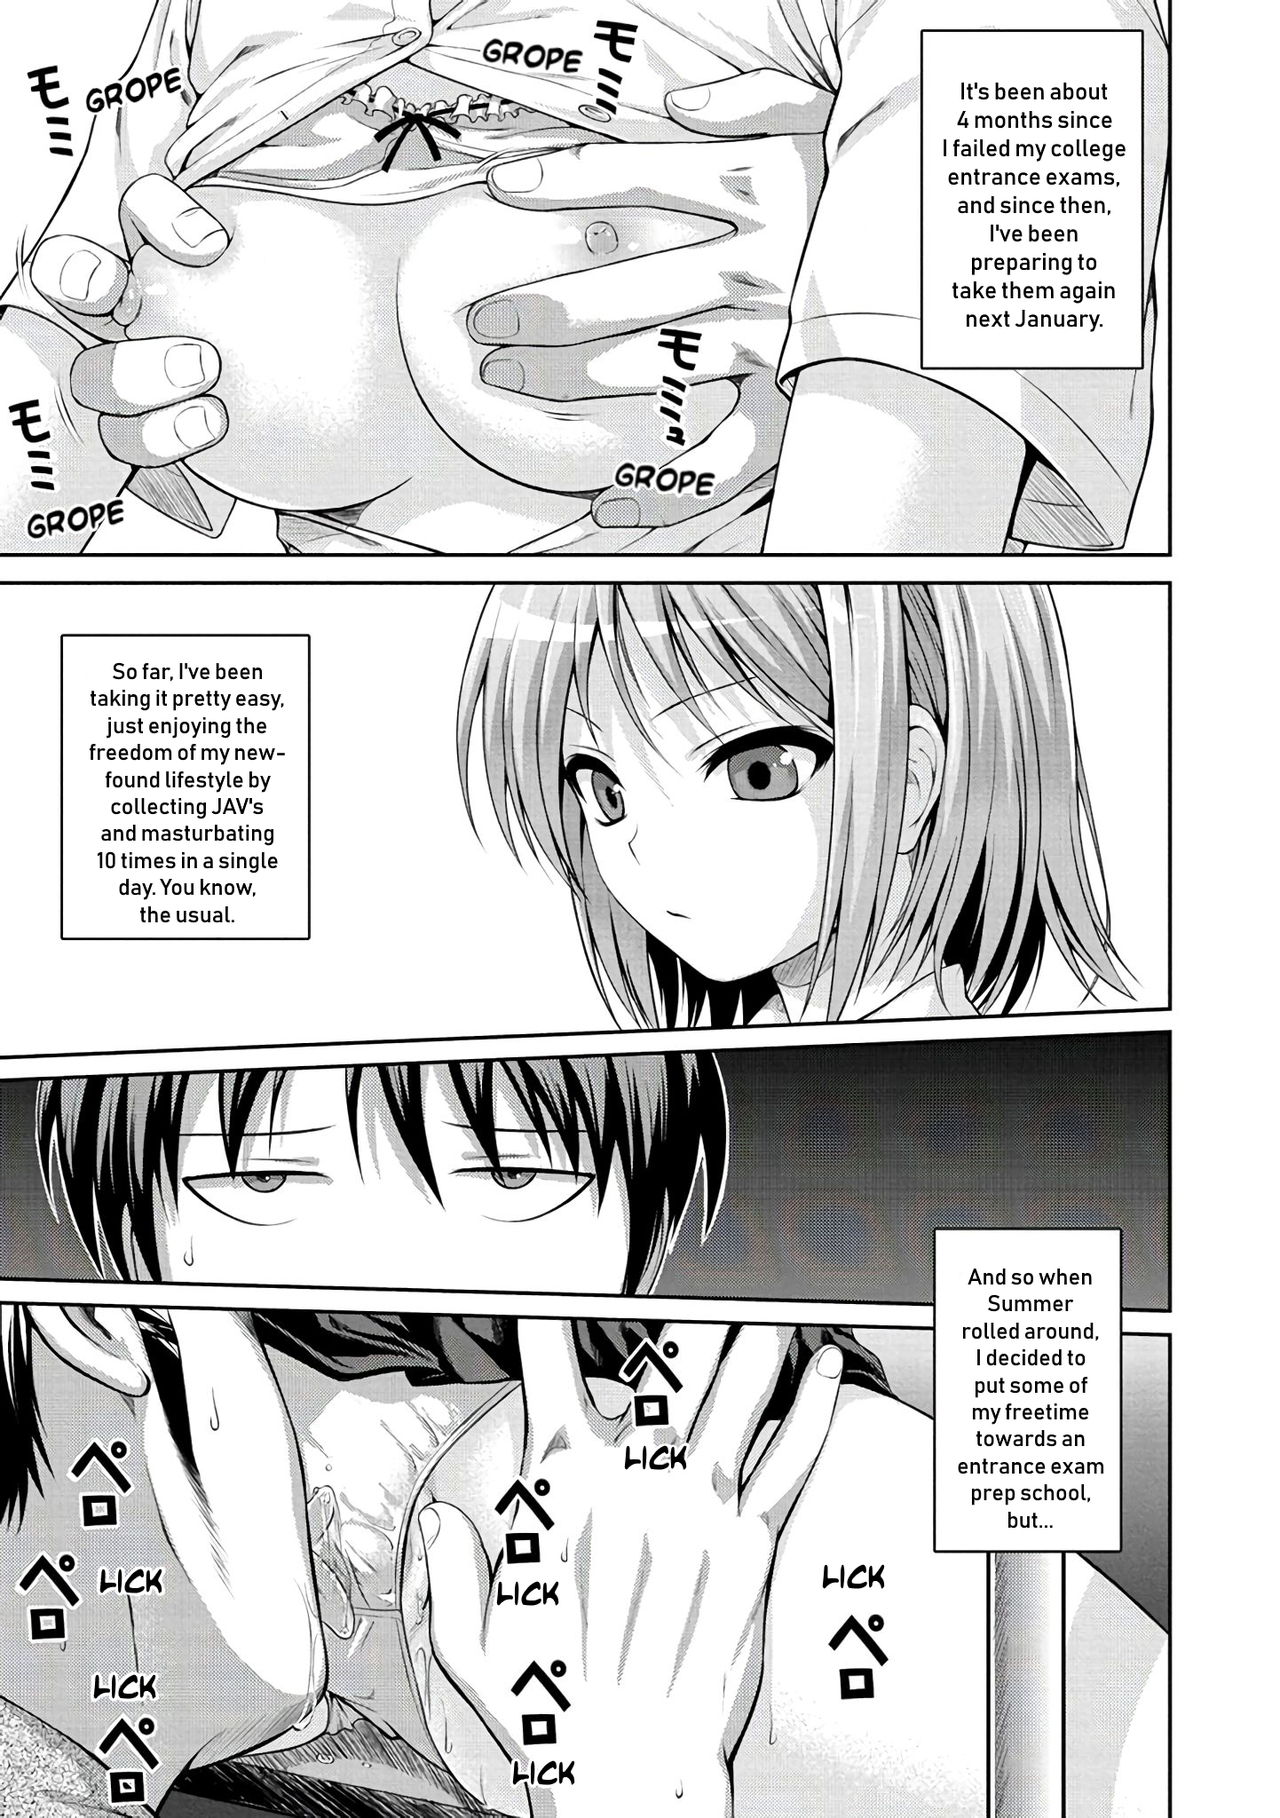 It's been about
4 months since
I failed my college
entrance exams,
and since then,
I've been
preparing to
take them again
next January.
モミミ
GROPE
モミミ
GROPE
モミミュ
GROPE
モミミ
GROPE
So far, I've been
taking it pretty easy,
just enjoying the
freedom of my new-
found lifestyle by
collecting JAV's
and masturbating
10 times in a single
day. You know,
the usual.
And so when
Summer
rolled around,
I decided to
put some of
my freetime
towards an
entrance exam
prep school,
but...
ペロ
LICK
ペロ
LICK
ペロ
LICK
ペロ
LICK
ペロ
LICK
ペロ
LICK
ペロ
LICK